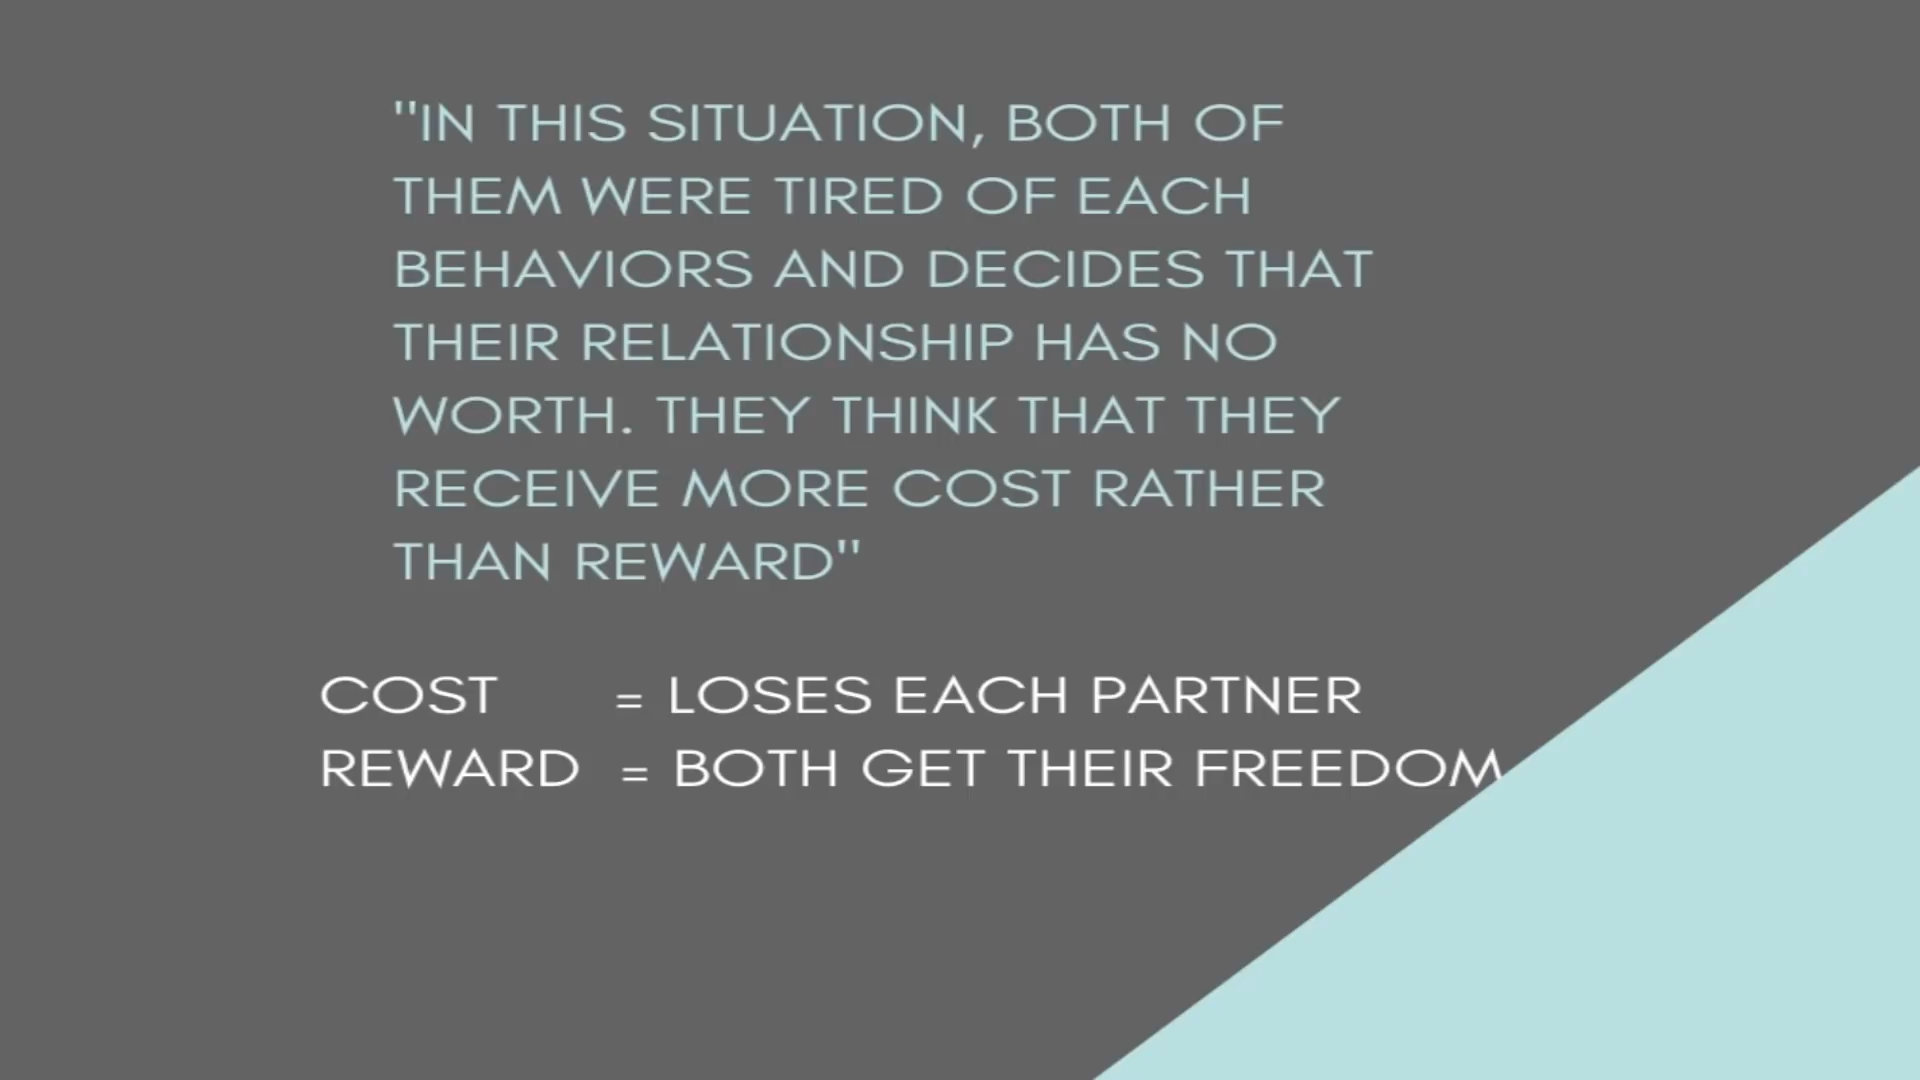 "IN THIS SITUATION, BOTH OF
THEM WERE TIRED OF EACH
BEHAVIORS AND DECIDES THAT
THEIR RELATIONSHIP HAS NO
WORTH. THEY THINK THAT THEY
RECEIVE MORE COST RATHER
THAN REWARD"
COST = LOSES EACH PARTNER
REWARD = BOTH GET THEIR FREEDOM